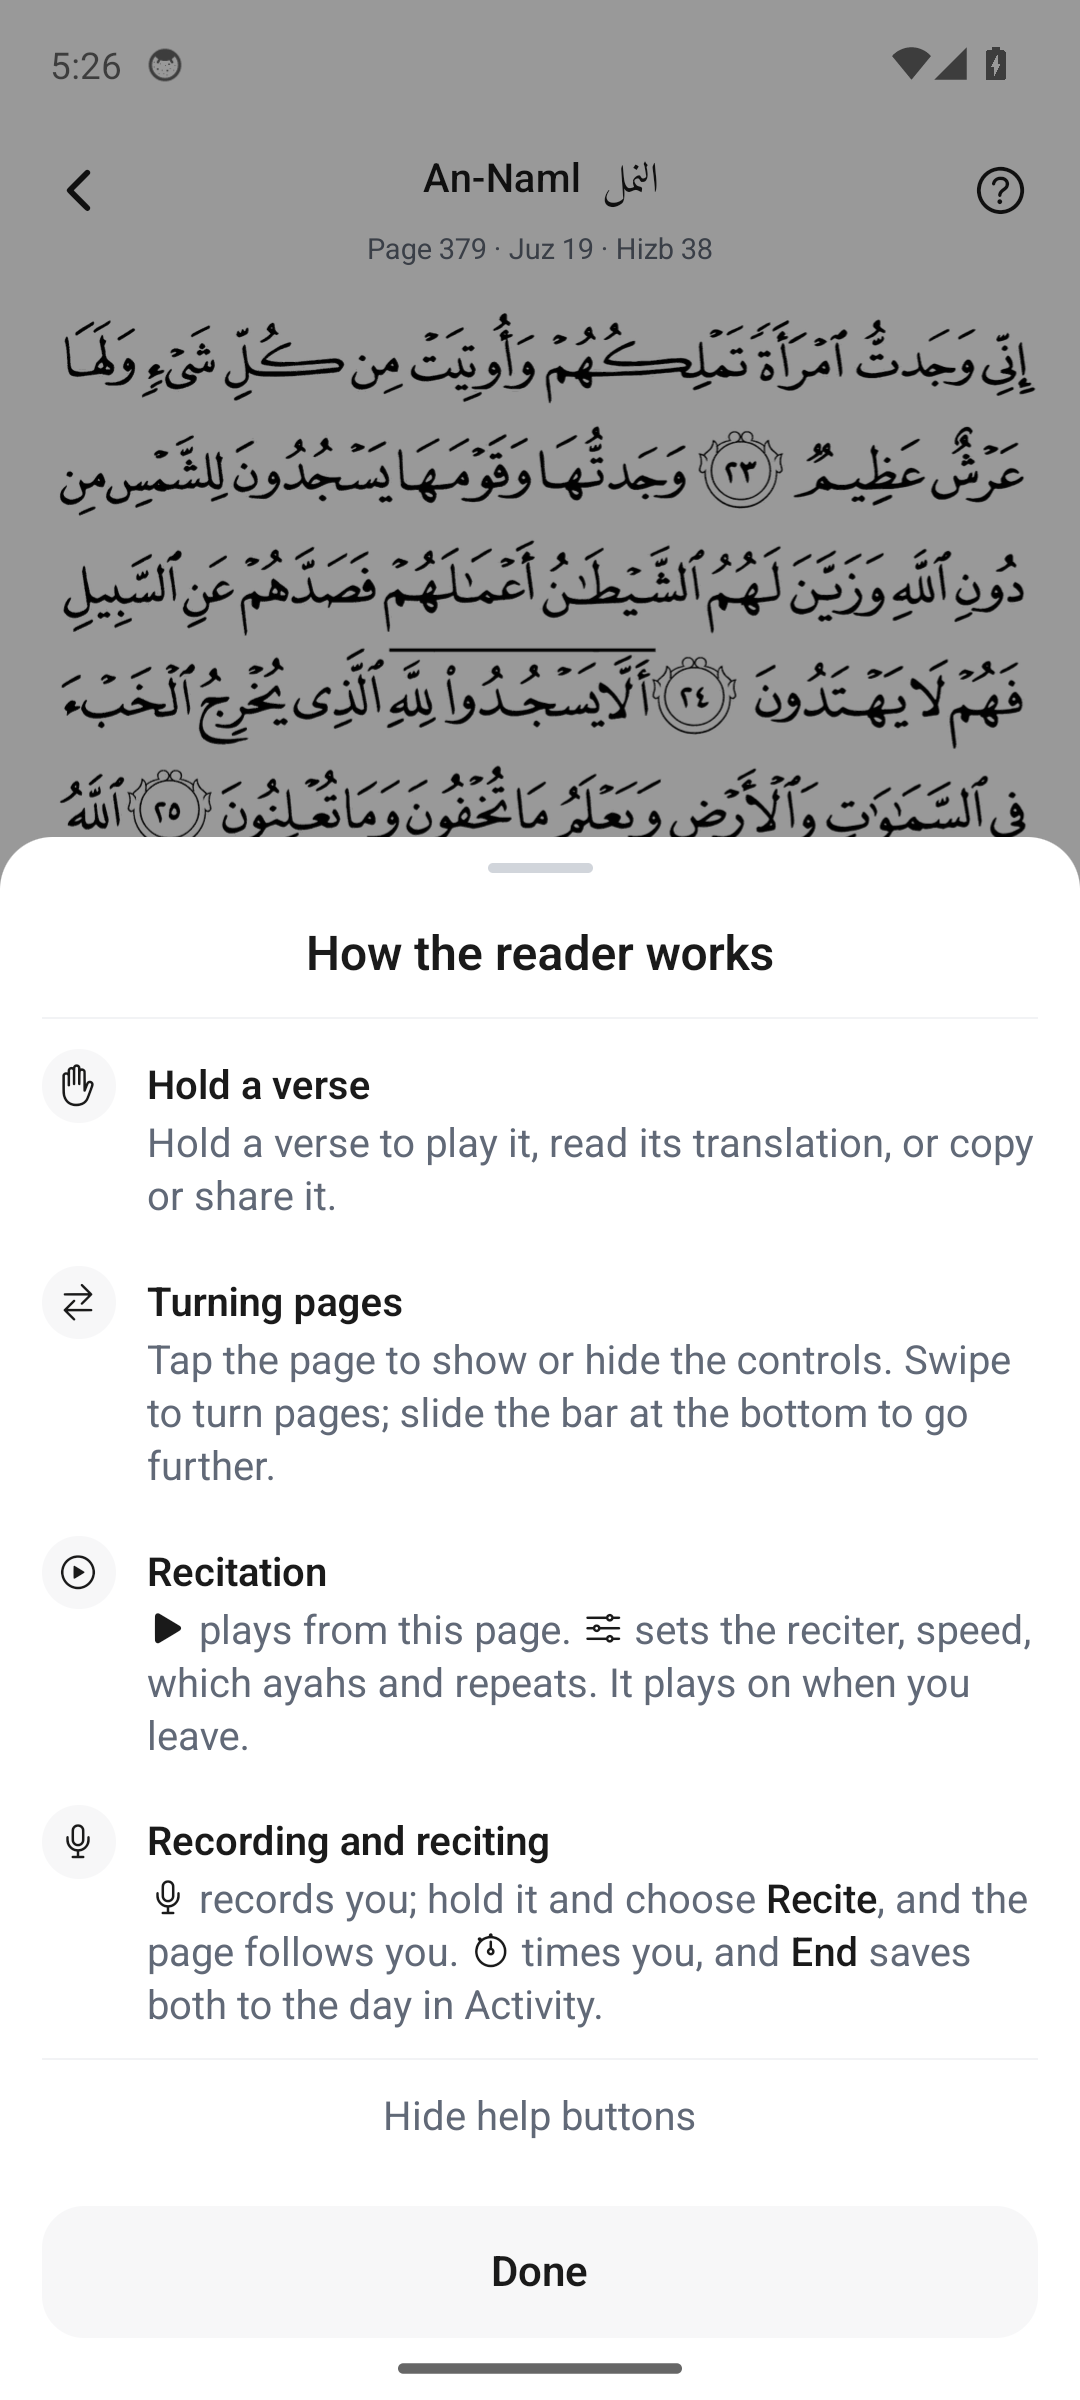 5:26
An-Naml النمل
Page 379 · Juz 19 · Hizb 38
إِنِّي وَجَدتُّ ٱمْرَأَةً تَمْلِكُهُمْ وَأُوتِيَتْ مِن كُلِّ شَيْءٍ وَلَهَا
عَرْشٌ عَظِيمٌ ٢٣ وَجَدتُّهَا وَقَوْمَهَا يَسْجُدُونَ لِلشَّمْسِ مِن
دُونِ ٱللَّهِ وَزَيَّنَ لَهُمُ ٱلشَّيْطَٰنُ أَعْمَٰلَهُمْ فَصَدَّهُمْ عَنِ ٱلسَّبِيلِ
فَهُمْ لَا يَهْتَدُونَ ٢٤ أَلَّا يَسْجُدُوا۟ لِلَّهِ ٱلَّذِي يُخْرِجُ ٱلْخَبْءَ
فِي ٱلسَّمَٰوَٰتِ وَٱلْأَرْضِ وَيَعْلَمُ مَا تُخْفُونَ وَمَا تُعْلِنُونَ ٢٥ ٱللَّهُ
How the reader works
Hold a verse
Hold a verse to play it, read its translation, or copy
or share it.
Turning pages
Tap the page to show or hide the controls. Swipe
to turn pages; slide the bar at the bottom to go
further.
Recitation
plays from this page. sets the reciter, speed,
which ayahs and repeats. It plays on when you
leave.
Recording and reciting
records you; hold it and choose Recite, and the
page follows you. times you, and End saves
both to the day in Activity.
Hide help buttons
Done